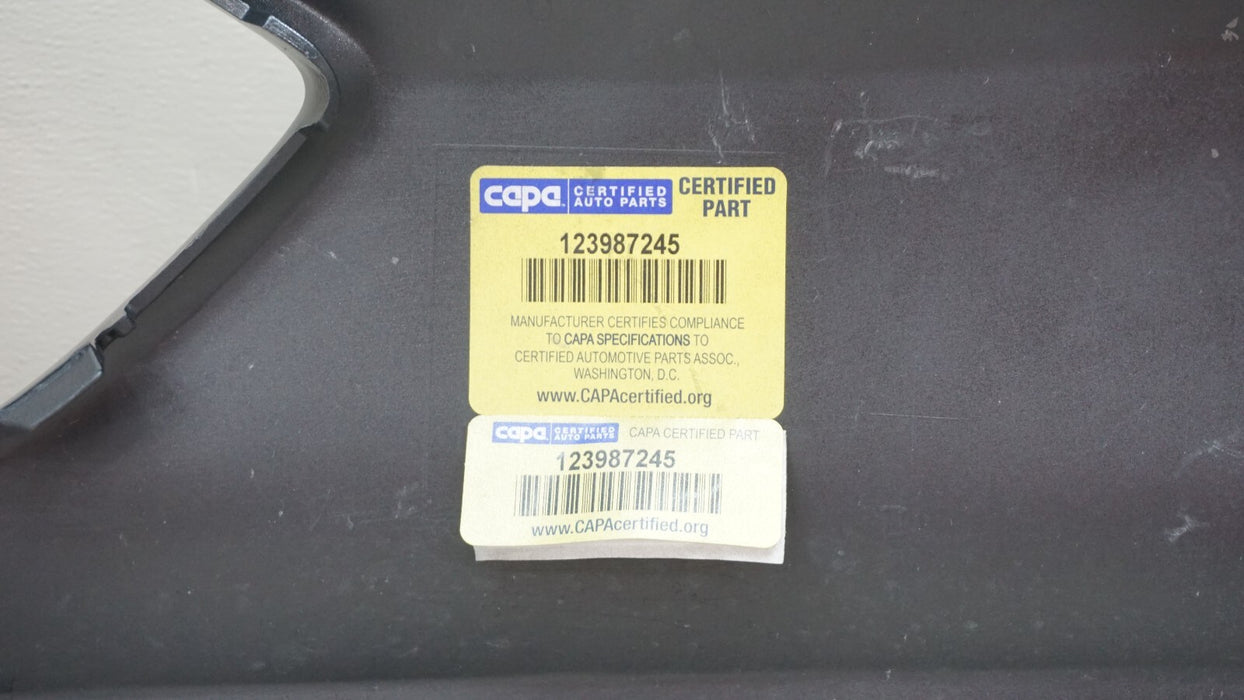 capa CERTIFIED AUTO PARTS CERTIFIED PART
123987245
MANUFACTURER CERTIFIES COMPLIANCE
TO CAPA SPECIFICATIONS TO
CERTIFIED AUTOMOTIVE PARTS ASSOC.,
WASHINGTON, D.C.
www.CAPAcertified.org
capa CERTIFIED AUTO PARTS CAPA CERTIFIED PART
123987245
www.CAPAcertified.org